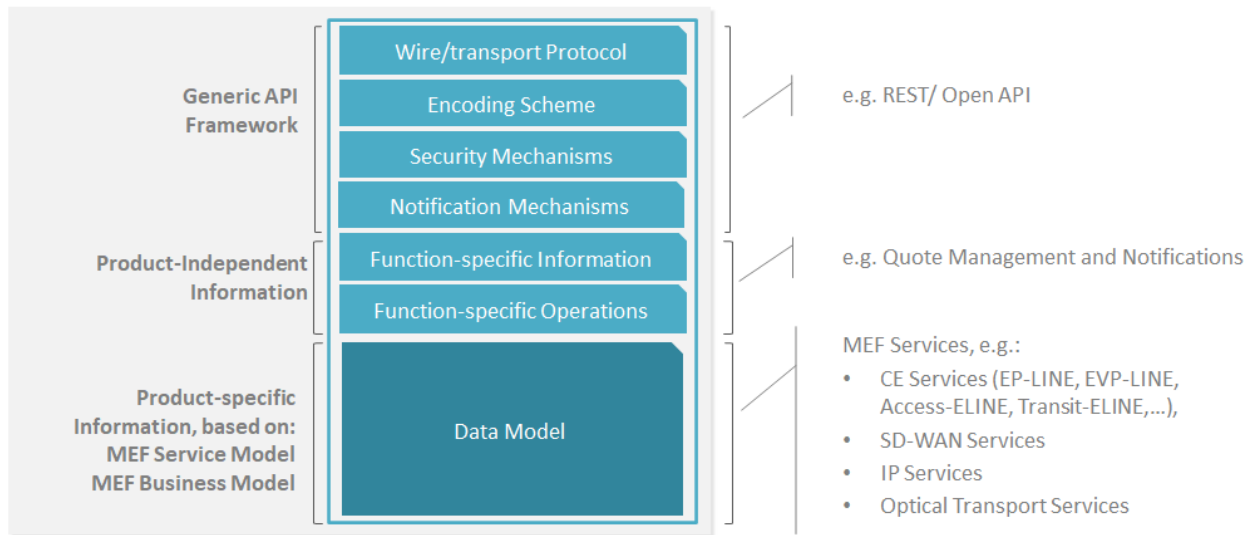 Wire/transport Protocol
Encoding Scheme
Security Mechanisms
Notification Mechanisms
Generic API
Framework
e.g. REST/ Open API
Function-specific Information
Function-specific Operations
Product-Independent
Information
e.g. Quote Management and Notifications
Data Model
Product-specific
Information, based on:
MEF Service Model
MEF Business Model
MEF Services, e.g.:
• CE Services (EP-LINE, EVP-LINE,
Access-ELINE, Transit-ELINE,...),
• SD-WAN Services
• IP Services
• Optical Transport Services